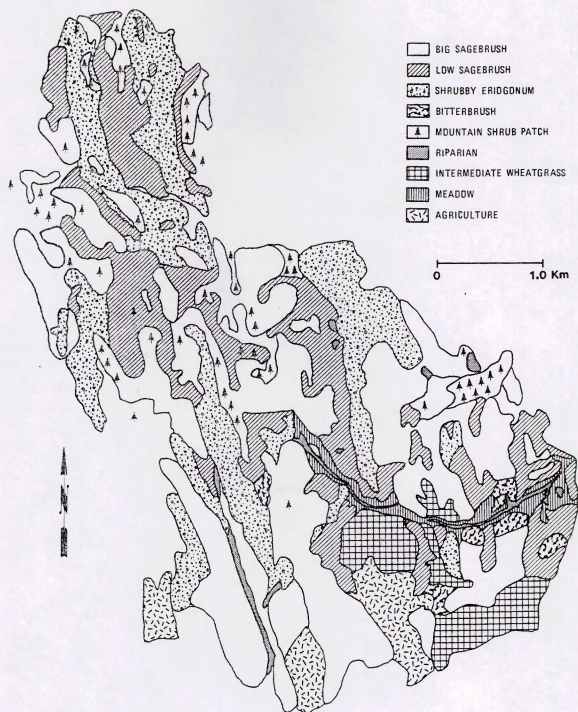 BIG SAGEBRUSH
LOW SAGEBRUSH
SHRUBBY ERIOGONUM
BITTERBRUSH
MOUNTAIN SHRUB PATCH
RIPARIAN
INTERMEDIATE WHEATGRASS
MEADOW
AGRICULTURE
0 1.0 Km
N